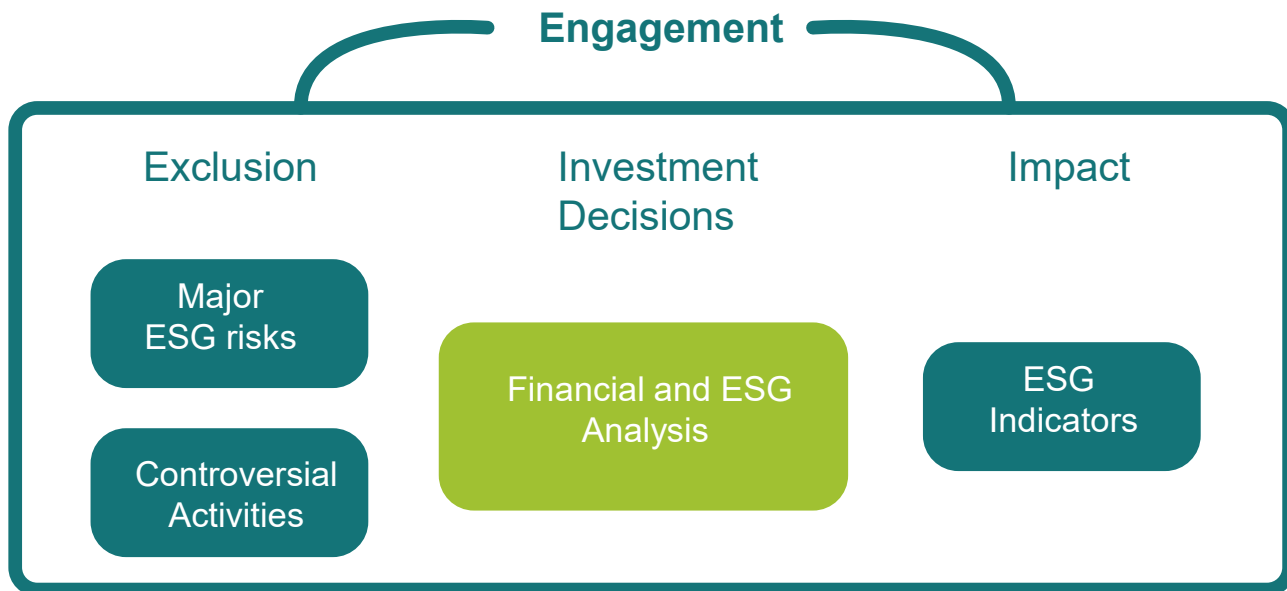 Engagement
Exclusion
Major
ESG risks
Controversial
Activities
Investment
Decisions
Financial and ESG
Analysis
Impact
ESG
Indicators